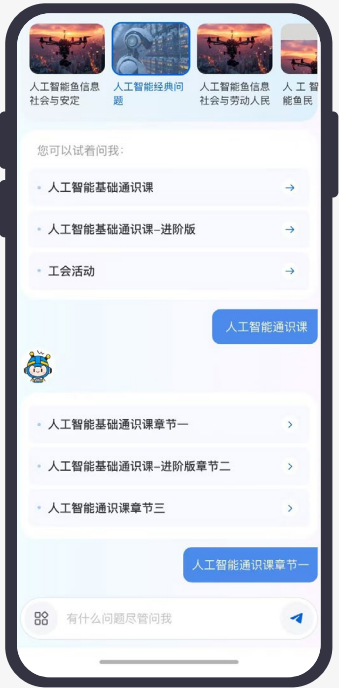 人工智能鱼信息
社会与安定
人工智能经典问
题
人工智能鱼信息
社会与劳动人民
人 工 智
能鱼民
您可以试着问我:
人工智能基础通识课
人工智能基础通识课-进阶版
工会活动
人工智能通识课
人工智能基础通识课章节一
人工智能基础通识课-进阶版章节二
人工智能通识课章节三
人工智能通识课章节一
有什么问题尽管问我